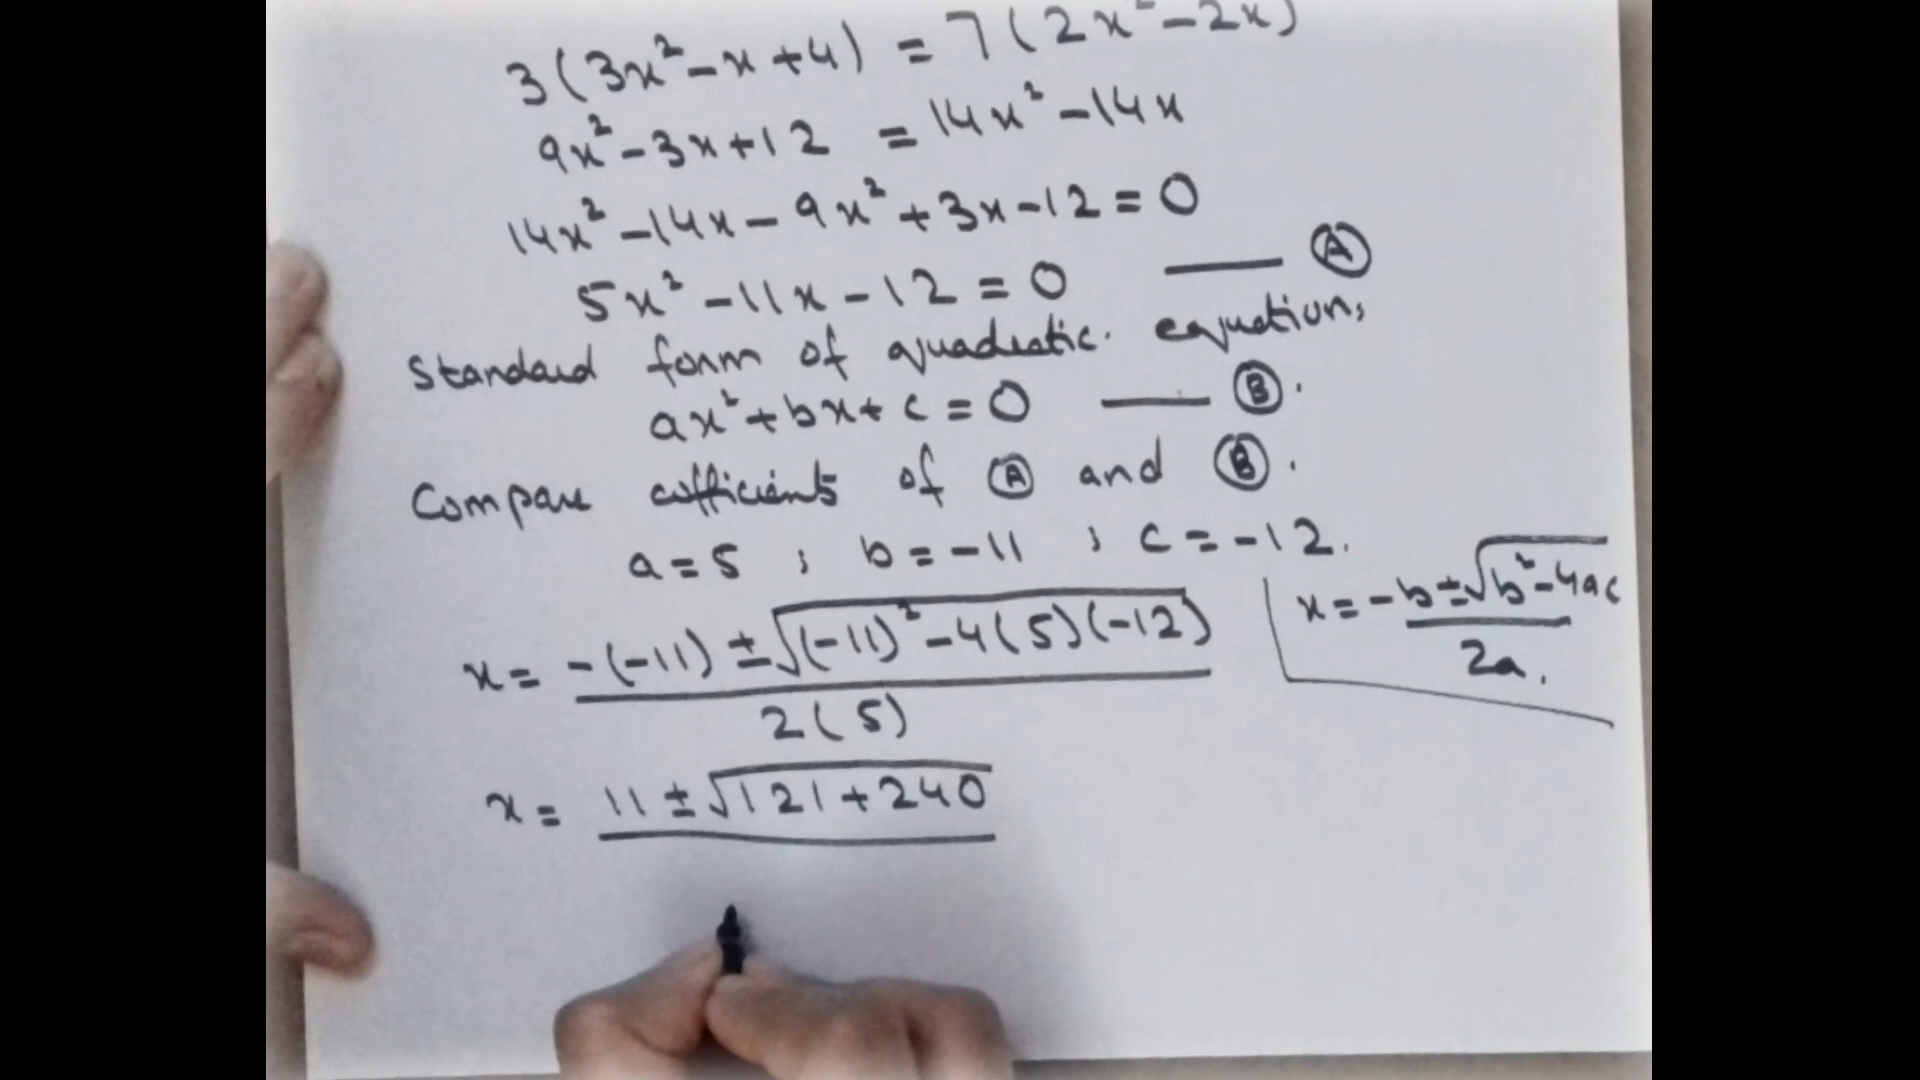 3(3x² - x + 4) = 7(2x² - 2x)
9x² - 3x + 12 = 14x² - 14x
14x² - 14x - 9x² + 3x - 12 = 0
5x² - 11x - 12 = 0 —— Ⓐ
Standard form of quadratic equation,
ax² + bx + c = 0 —— Ⓑ.
Compare cofficients of Ⓐ and Ⓑ.
a = 5 ; b = -11 ; c = -12.
x = -(-11) ± √(-11)² - 4(5)(-12)
2(5)
x = -b ± √b² - 4ac
2a.
x = 11 ± √121 + 240